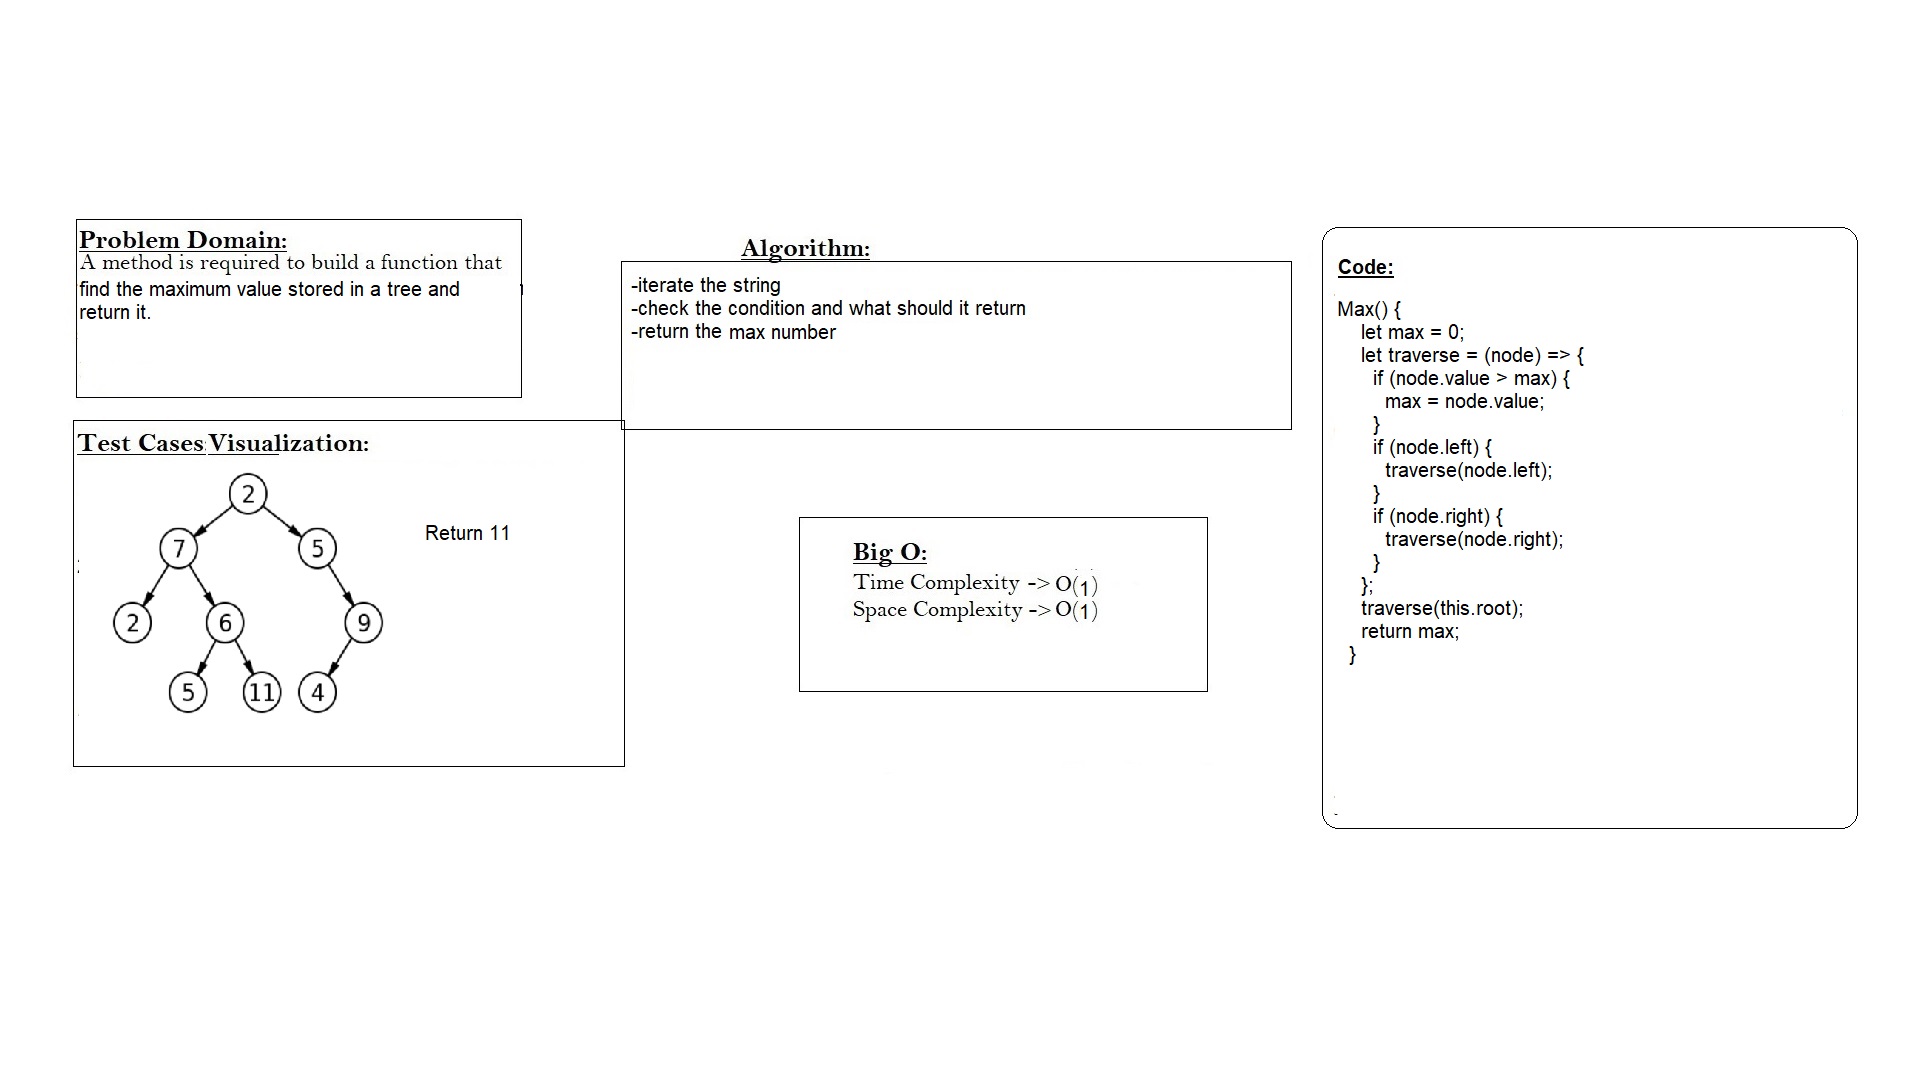 Problem Domain:
A method is required to build a function that
find the maximum value stored in a tree and
return it.
Test Cases Visualization:
2
7 5
2 6 9
5 11 4
Return 11
Algorithm:
-iterate the string
-check the condition and what should it return
-return the max number
Big O:
Time Complexity -> O(1)
Space Complexity -> O(1)
Code:
Max() {
let max = 0;
let traverse = (node) => {
if (node.value > max) {
max = node.value;
}
if (node.left) {
traverse(node.left);
}
if (node.right) {
traverse(node.right);
}
};
traverse(this.root);
return max;
}